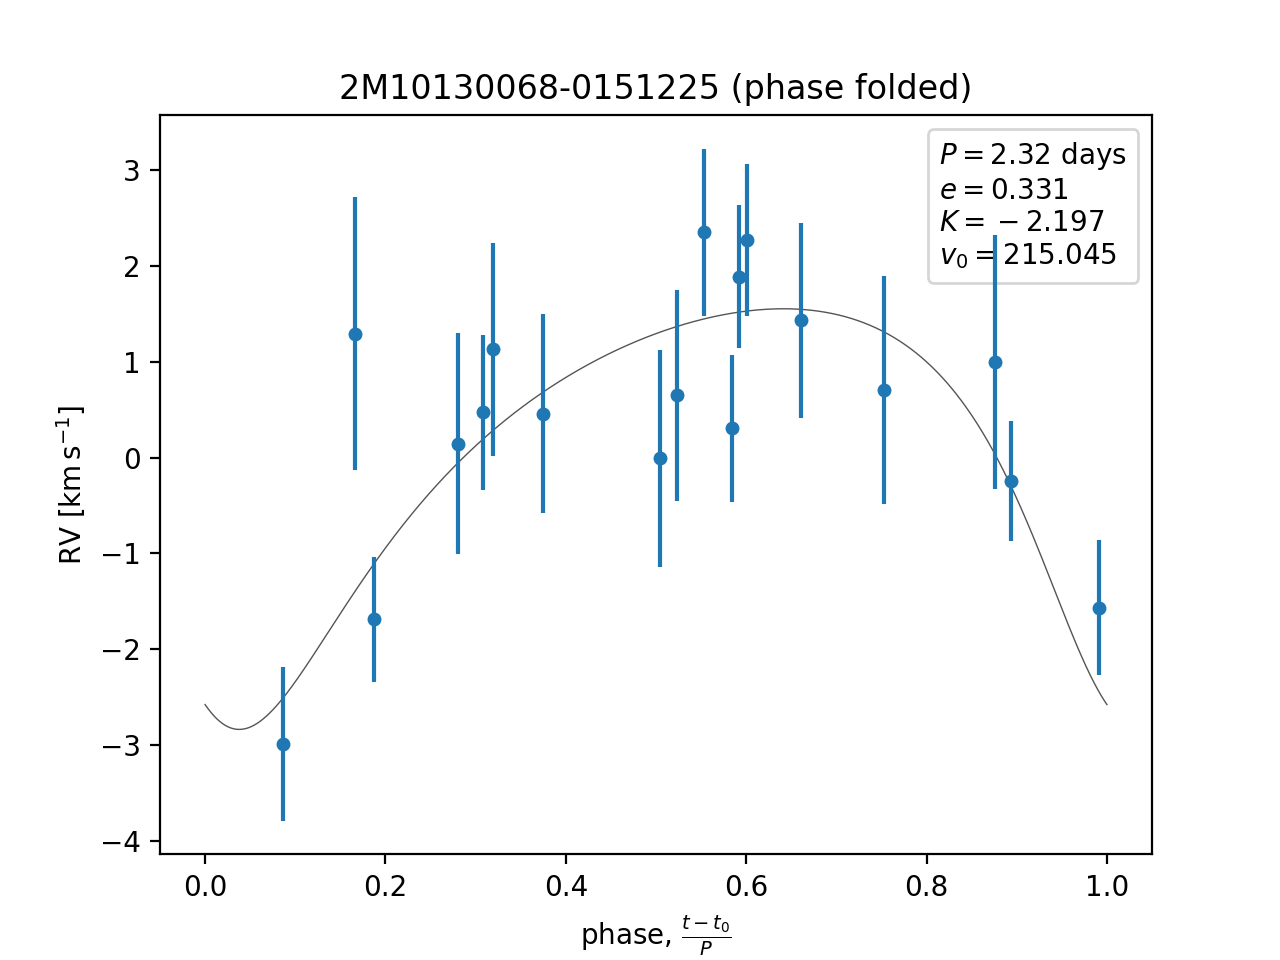 2M10130068-0151225 (phase folded)
P = 2.32 days
e = 0.331
K = −2.197
v₀ = 215.045
RV [km s⁻¹]
3
2
1
0
−1
−2
−3
−4
0.0 0.2 0.4 0.6 0.8 1.0
phase, (t − t₀)/P